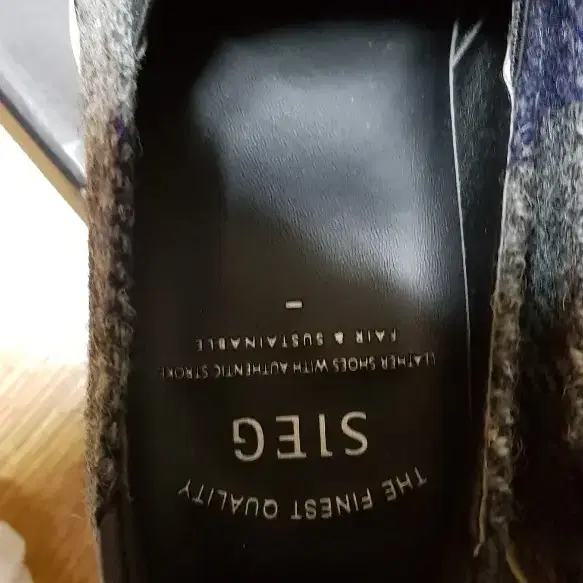 THE FINEST QUALITY
SIEG
LEATHER SHOES WITH AUTHENTIC STROKE
FAIR & SUSTAINABLE